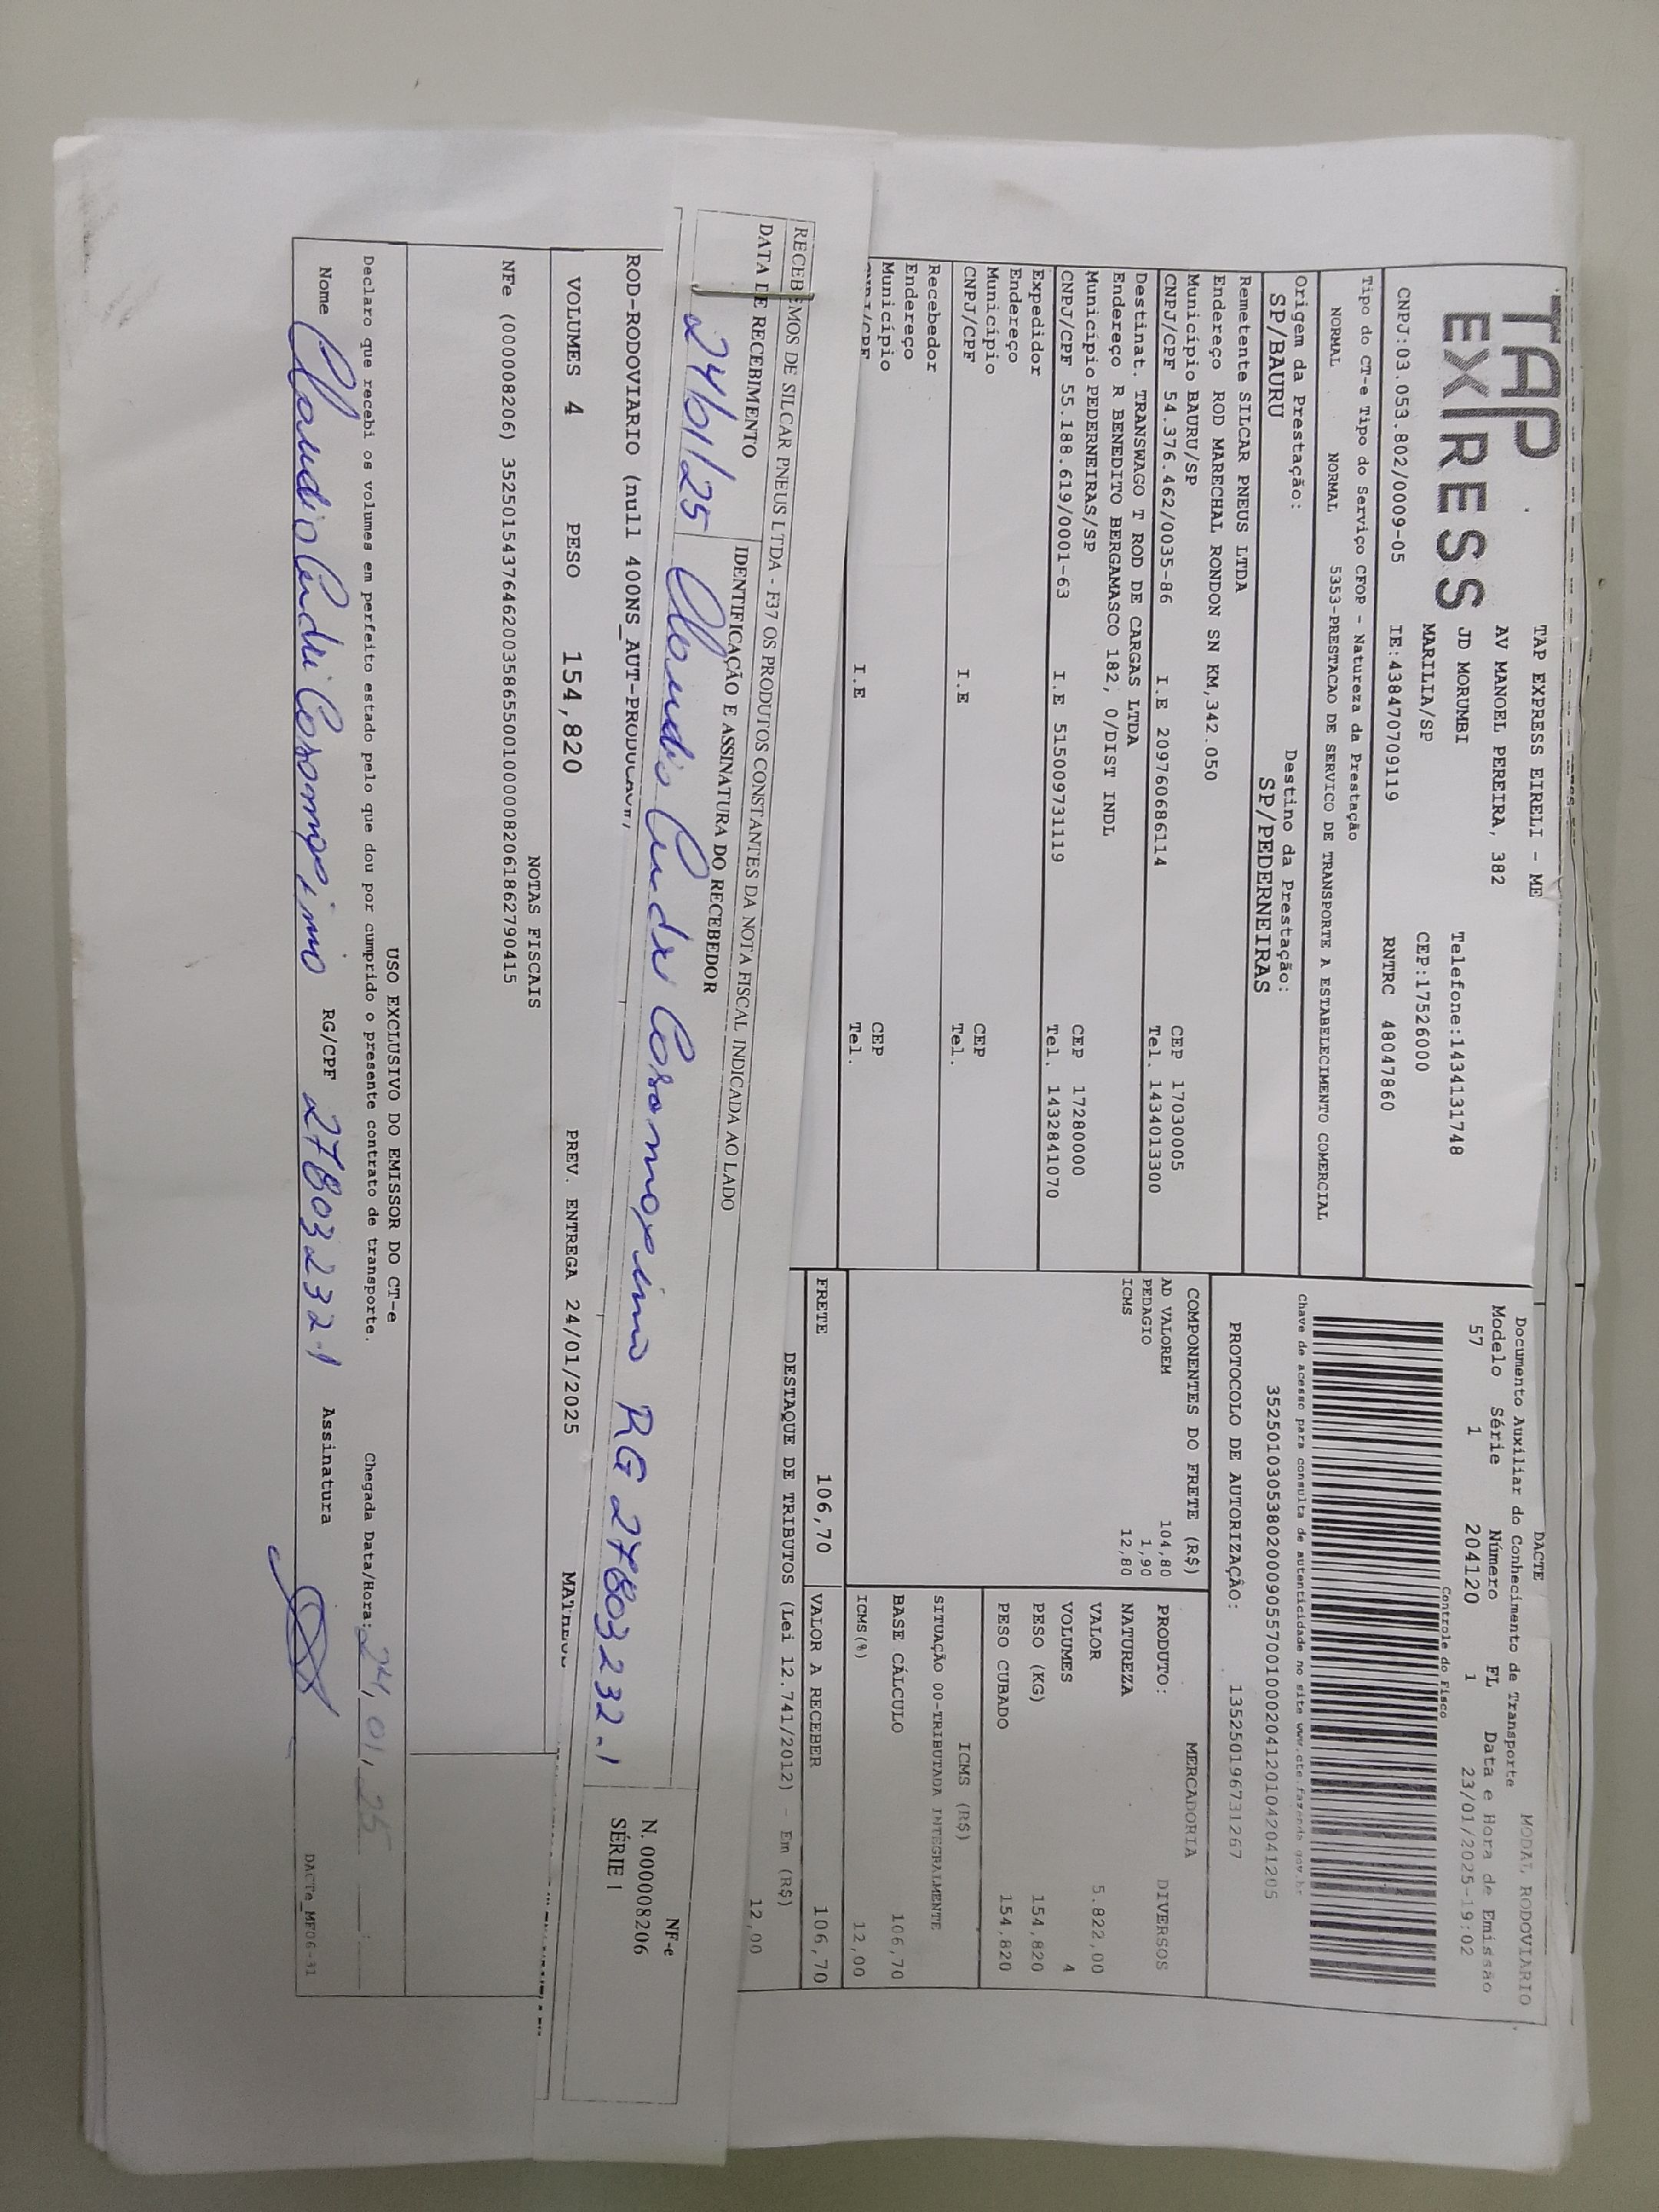 TAP EXPRESS
TAP EXPRESS EIRELI - ME
AV MANOEL PEREIRA, 382
JD MORUMBI Telefone:1434131748
MARILIA/SP CEP:17526000
CNPJ:03.053.802/0009-05 IE:438470709119 RNTRC 48047860
Tipo do CT-e Tipo do Serviço CFOP - Natureza da Prestação
NORMAL NORMAL 5353-PRESTACAO DE SERVICO DE TRANSPORTE A ESTABELECIMENTO COMERCIAL
Origem da Prestação: Destino da Prestação:
SP/BAURU SP/PEDERNEIRAS
Remetente SILCAR PNEUS LTDA
Endereço ROD MARECHAL RONDON SN KM,342.050
Município BAURU/SP CEP 17030005
CNPJ/CPF 54.376.462/0035-86 I.E 209760686114 Tel. 1434013300
Destinat. TRANSWAGO T ROD DE CARGAS LTDA
Endereço R BENEDITO BERGAMASCO 182, 0/DIST INDL
Município PEDERNEIRAS/SP CEP 17280000
CNPJ/CPF 55.188.619/0001-63 I.E 515009731119 Tel. 1432841070
Expedidor
Endereço
Município CEP
CNPJ/CPF I.E Tel.
Recebedor
Endereço
Município CEP
CNPJ/CPF I.E Tel.
DACTE MODAL RODOVIARIO
Documento Auxiliar do Conhecimento de Transporte
Modelo Série Número FL Data e Hora de Emissão
57 1 204120 1 23/01/2025-19:02
Controle do Fisco
Chave de acesso para consulta de autenticidade no site www.cte.fazenda.gov.br
35250103053802000905570010002041201042041205
PROTOCOLO DE AUTORIZAÇÃO: 135250196731267
COMPONENTES DO FRETE (R$)
AD VALOREM 104,80
PEDAGIO 1,90
ICMS 12,80
MERCADORIA
PRODUTO: DIVERSOS
NATUREZA
VALOR 5.822,00
VOLUMES 4
PESO (KG) 154,820
PESO CUBADO 154,820
ICMS (R$)
SITUAÇÃO 00-TRIBUTADA INTEGRALMENTE
BASE CÁLCULO 106,70
ICMS(%) 12,00
FRETE 106,70 VALOR A RECEBER 106,70
DESTAQUE DE TRIBUTOS (Lei 12.741/2012) - Em (R$)
12,00
RECEBEMOS DE SILCAR PNEUS LTDA - F37 OS PRODUTOS CONSTANTES DA NOTA FISCAL INDICADA AO LADO
DATA DE RECEBIMENTO IDENTIFICAÇÃO E ASSINATURA DO RECEBEDOR
24/01/25 Claudio Andre Casamaximo RG 27803232-1
NF-e
N. 000008206
SÉRIE 1
ROD-RODOVIARIO (null 400NS_AUT-PRODUCAO,
VOLUMES 4 PESO 154,820 PREV. ENTREGA 24/01/2025
NOTAS FISCAIS
NFe (000008206) 35250154376462003586550010000082061862790415
USO EXCLUSIVO DO EMISSOR DO CT-e
Declaro que recebi os volumes em perfeito estado pelo que dou por cumprido o presente contrato de transporte. Chegada Data/Hora: 24/01/25
Nome Claudio Andre Casamaximo RG/CPF 27803232-1 Assinatura
DACTe_MF06-31